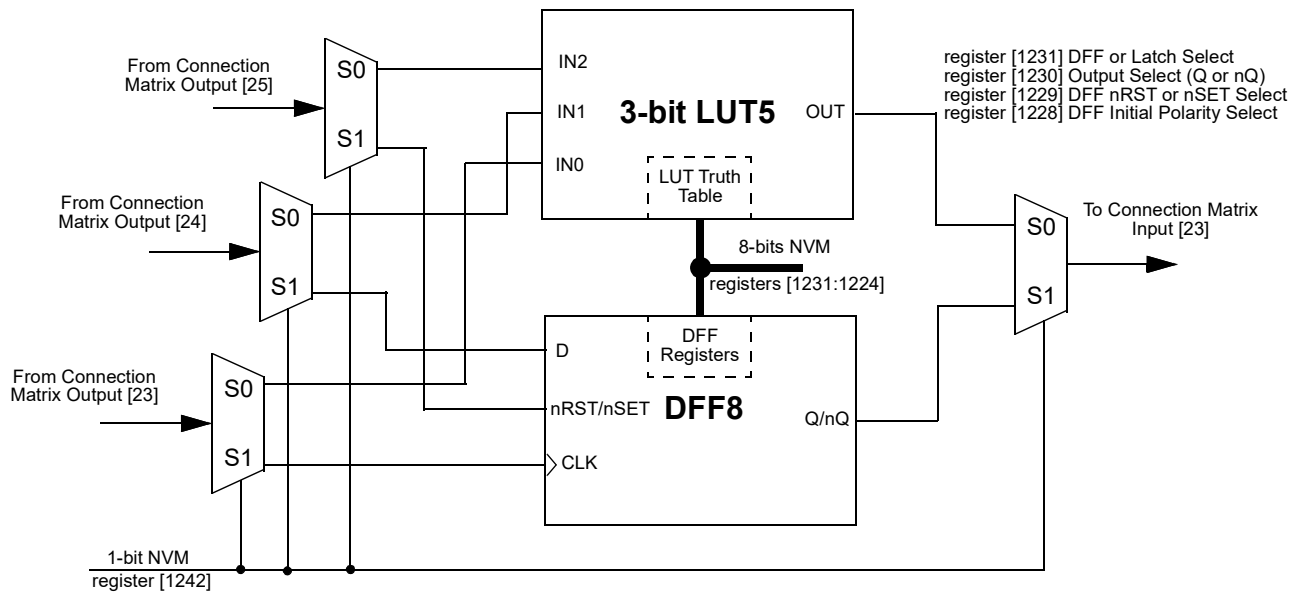 From Connection
Matrix Output [25]
S0
S1
IN2
IN1
IN0
3-bit LUT5
OUT
LUT Truth
Table
register [1231] DFF or Latch Select
register [1230] Output Select (Q or nQ)
register [1229] DFF nRST or nSET Select
register [1228] DFF Initial Polarity Select
From Connection
Matrix Output [24]
S0
S1
8-bits NVM
registers [1231:1224]
To Connection Matrix
Input [23]
S0
S1
From Connection
Matrix Output [23]
S0
S1
DFF
Registers
D
nRST/nSET
DFF8
CLK
Q/nQ
1-bit NVM
register [1242]